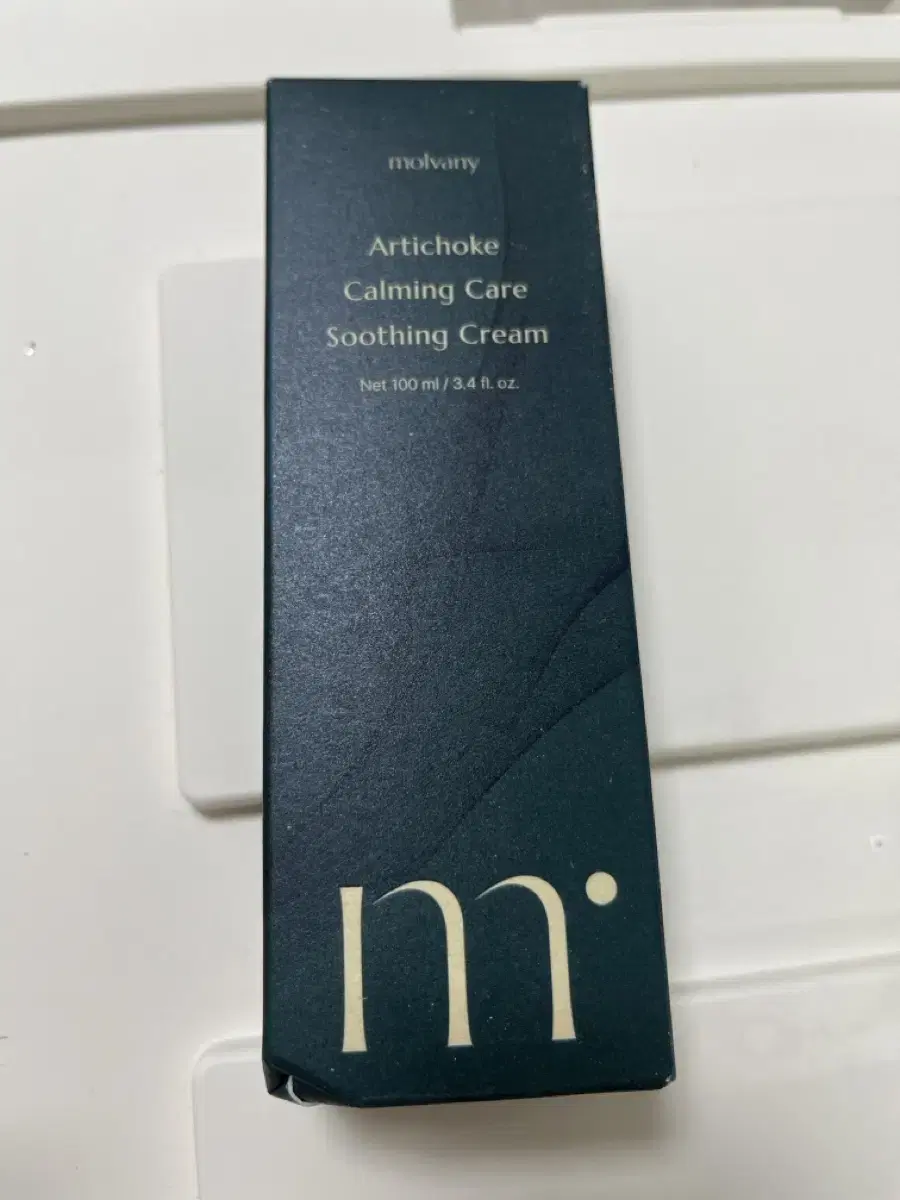 molvany
Artichoke
Calming Care
Soothing Cream
Net 100 ml / 3.4 fl. oz.
m